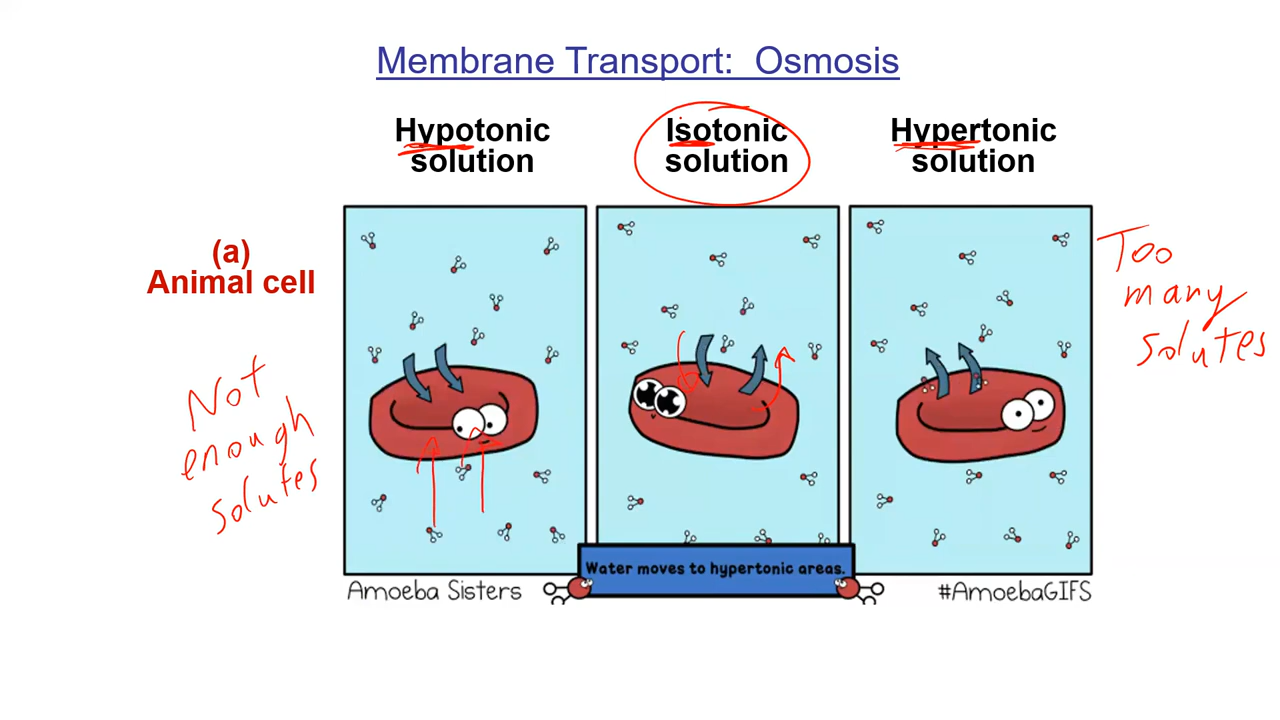 Membrane Transport:  Osmosis
Hypotonic
solution
Isotonic
solution
Hypertonic
solution
(a)
Animal cell
Not
enough
solutes
Too
many
solutes
Water moves to hypertonic areas.
Amoeba Sisters
#AmoebaGIFS